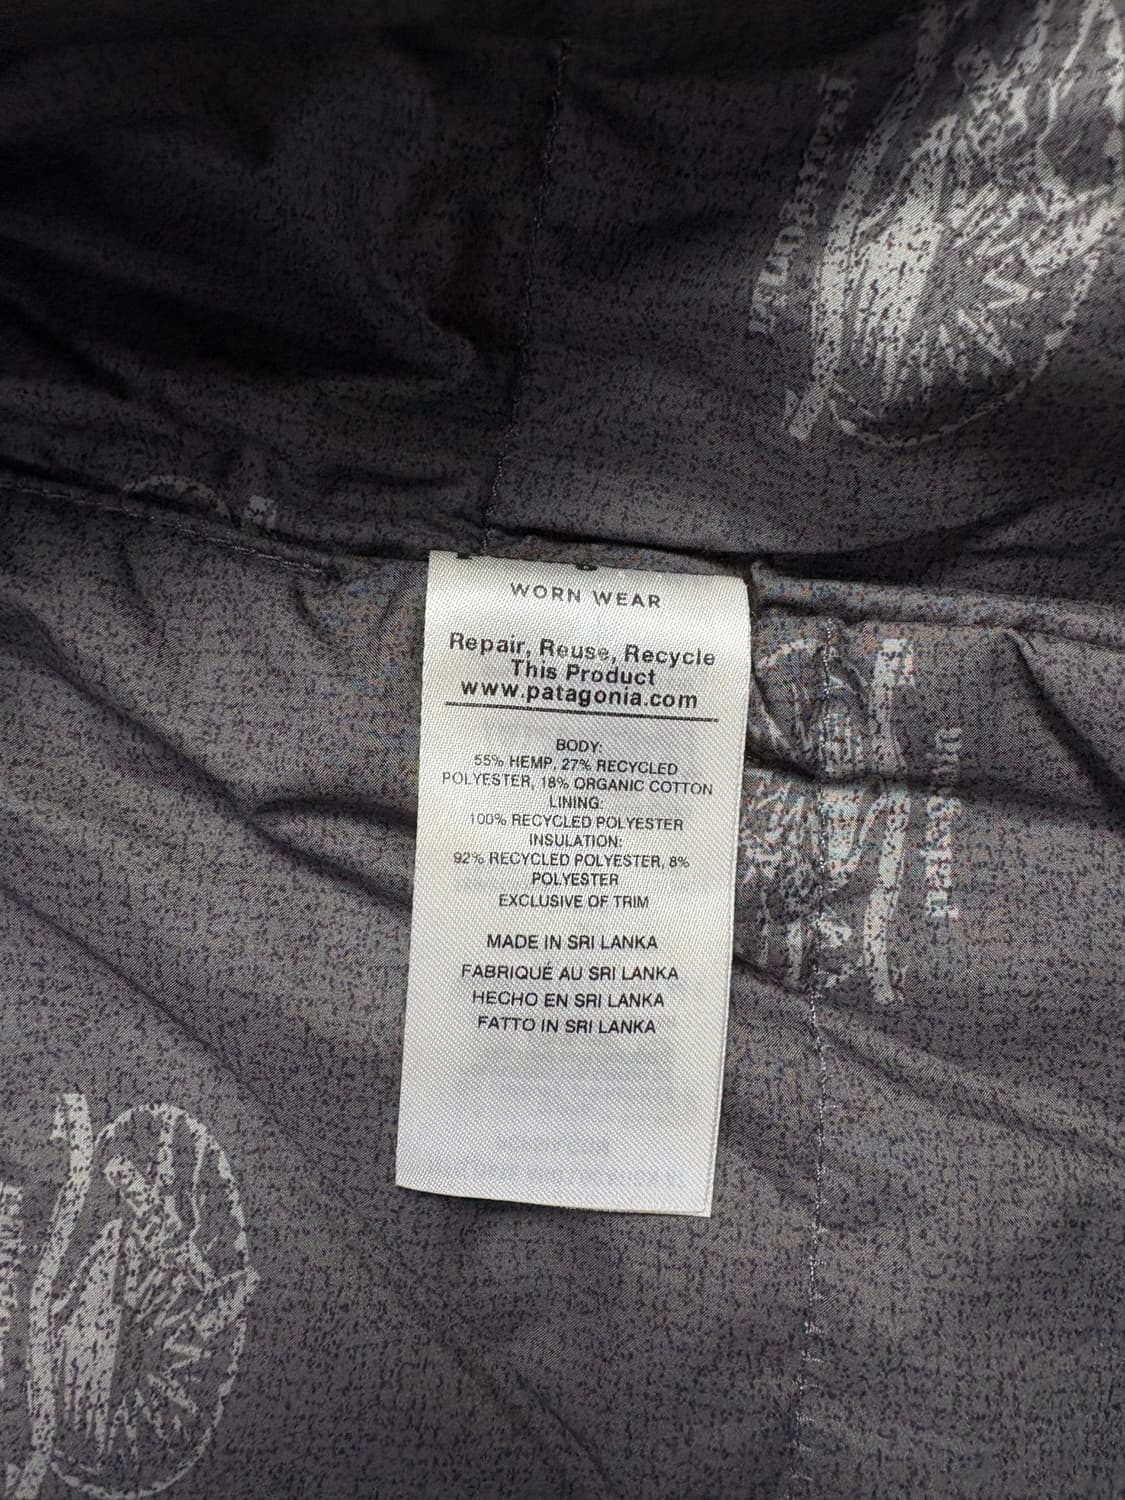 WORN WEAR
Repair, Reuse, Recycle
This Product
www.patagonia.com
BODY:
55% HEMP, 27% RECYCLED
POLYESTER, 18% ORGANIC COTTON
LINING:
100% RECYCLED POLYESTER
INSULATION:
92% RECYCLED POLYESTER, 8%
POLYESTER
EXCLUSIVE OF TRIM
MADE IN SRI LANKA
FABRIQUÉ AU SRI LANKA
HECHO EN SRI LANKA
FATTO IN SRI LANKA